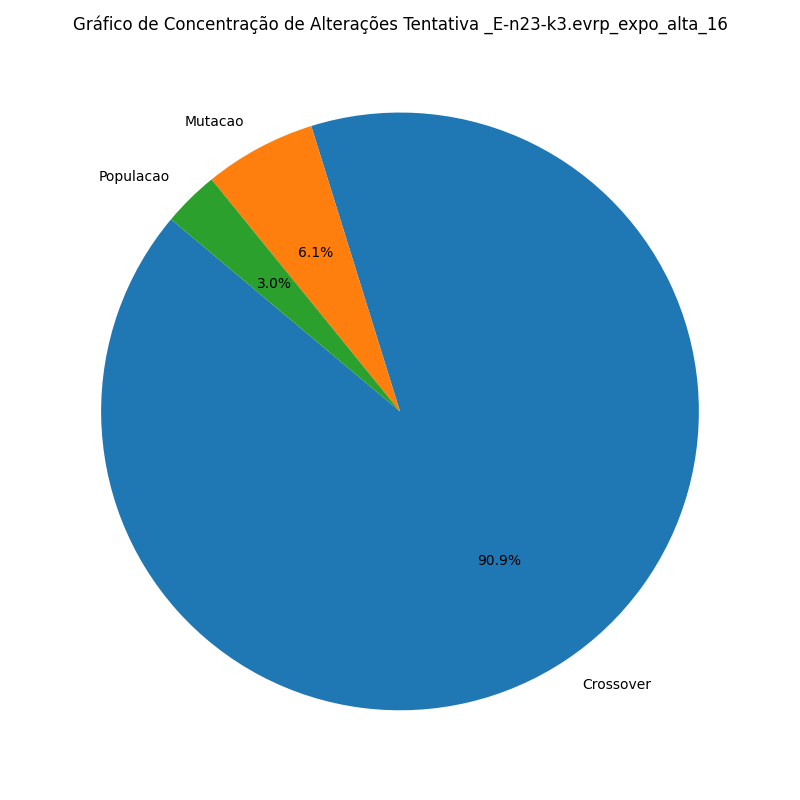 Gráfico de Concentração de Alterações Tentativa _E-n23-k3.evrp_expo_alta_16
Mutacao
Populacao
6.1%
3.0%
90.9%
Crossover